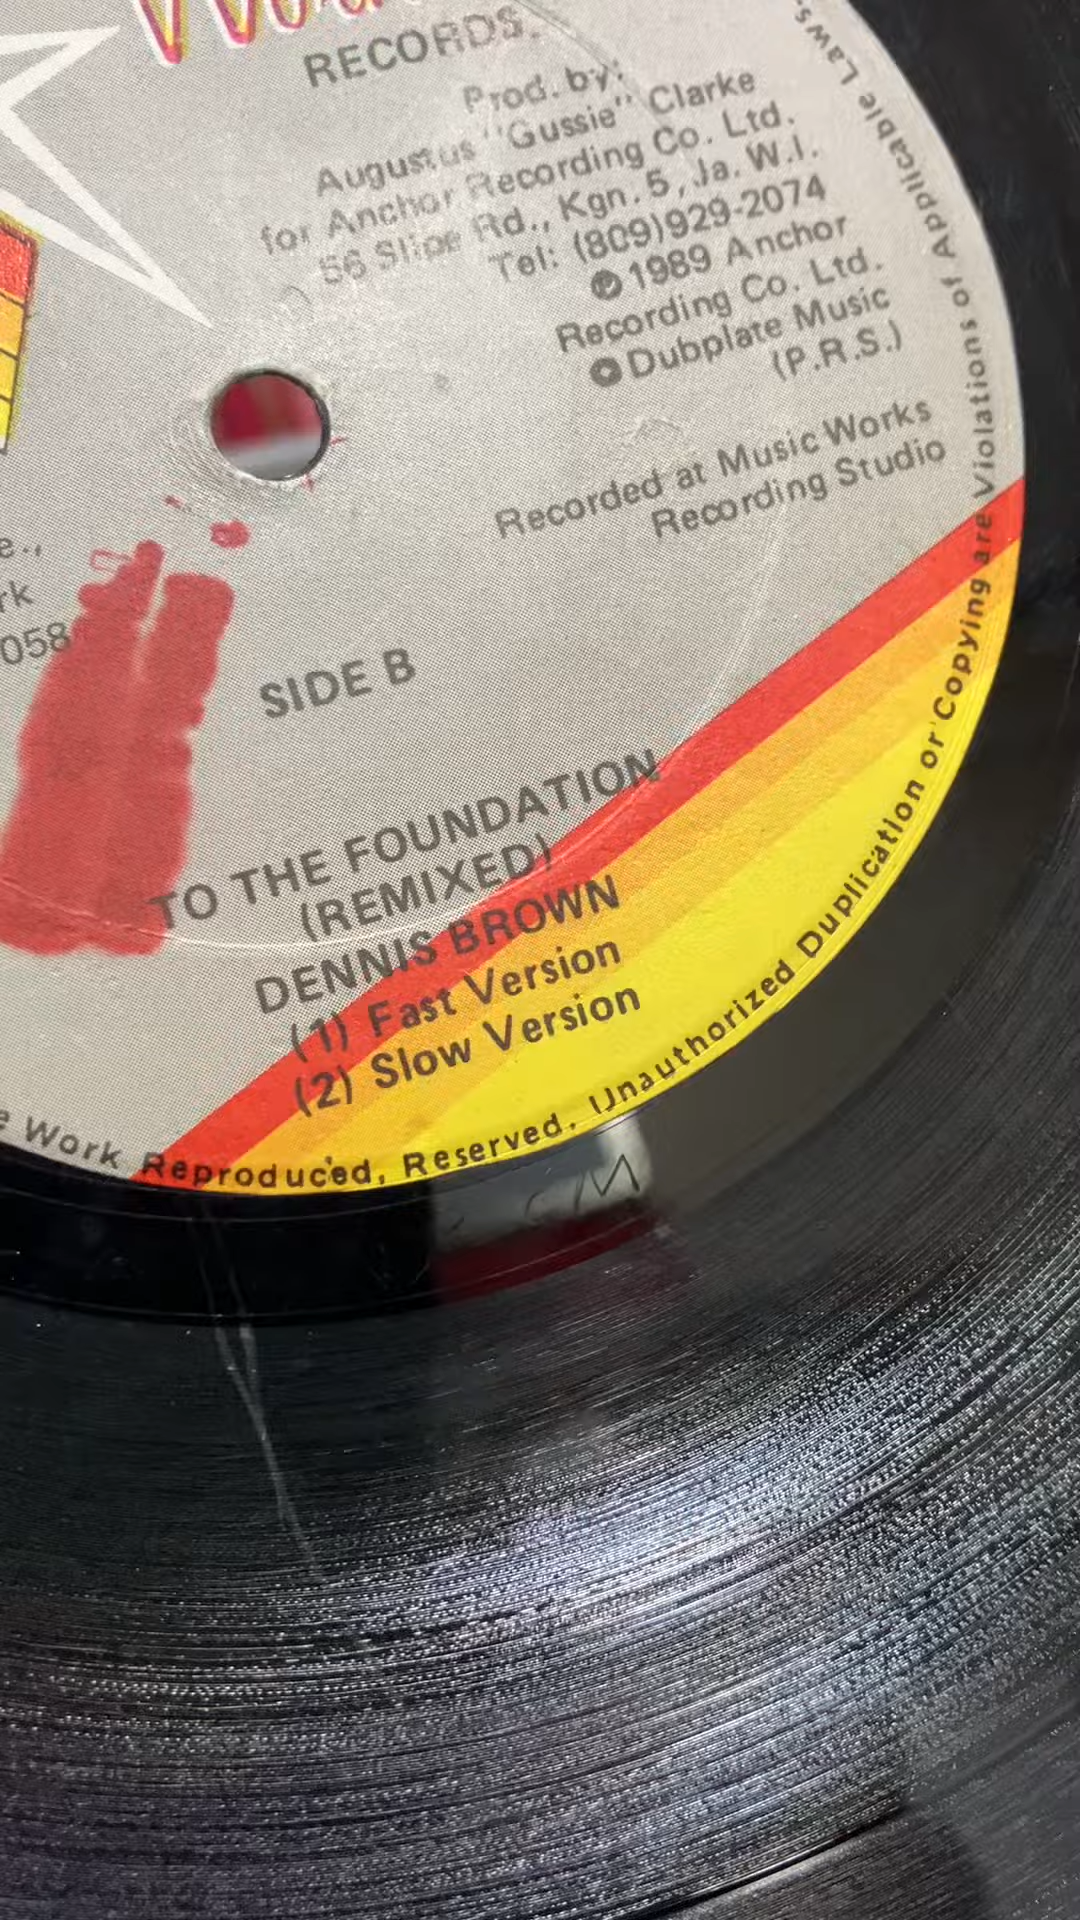 RECORDS
Prod. by:
Augustus "Gussie" Clarke
for Anchor Recording Co. Ltd.
56 Slipe Rd., Kgn. 5, Ja. W.I.
Tel: (809)929-2074
Ⓟ 1989 Anchor
Recording Co. Ltd.
© Dubplate Music
(P.R.S.)
Recorded at Music Works
Recording Studio
058
SIDE B
TO THE FOUNDATION
(REMIXED)
DENNIS BROWN
(1) Fast Version
(2) Slow Version
Work Reproduced, Reserved, Unauthorized Duplication or Copying are Violations of Applicable Laws.